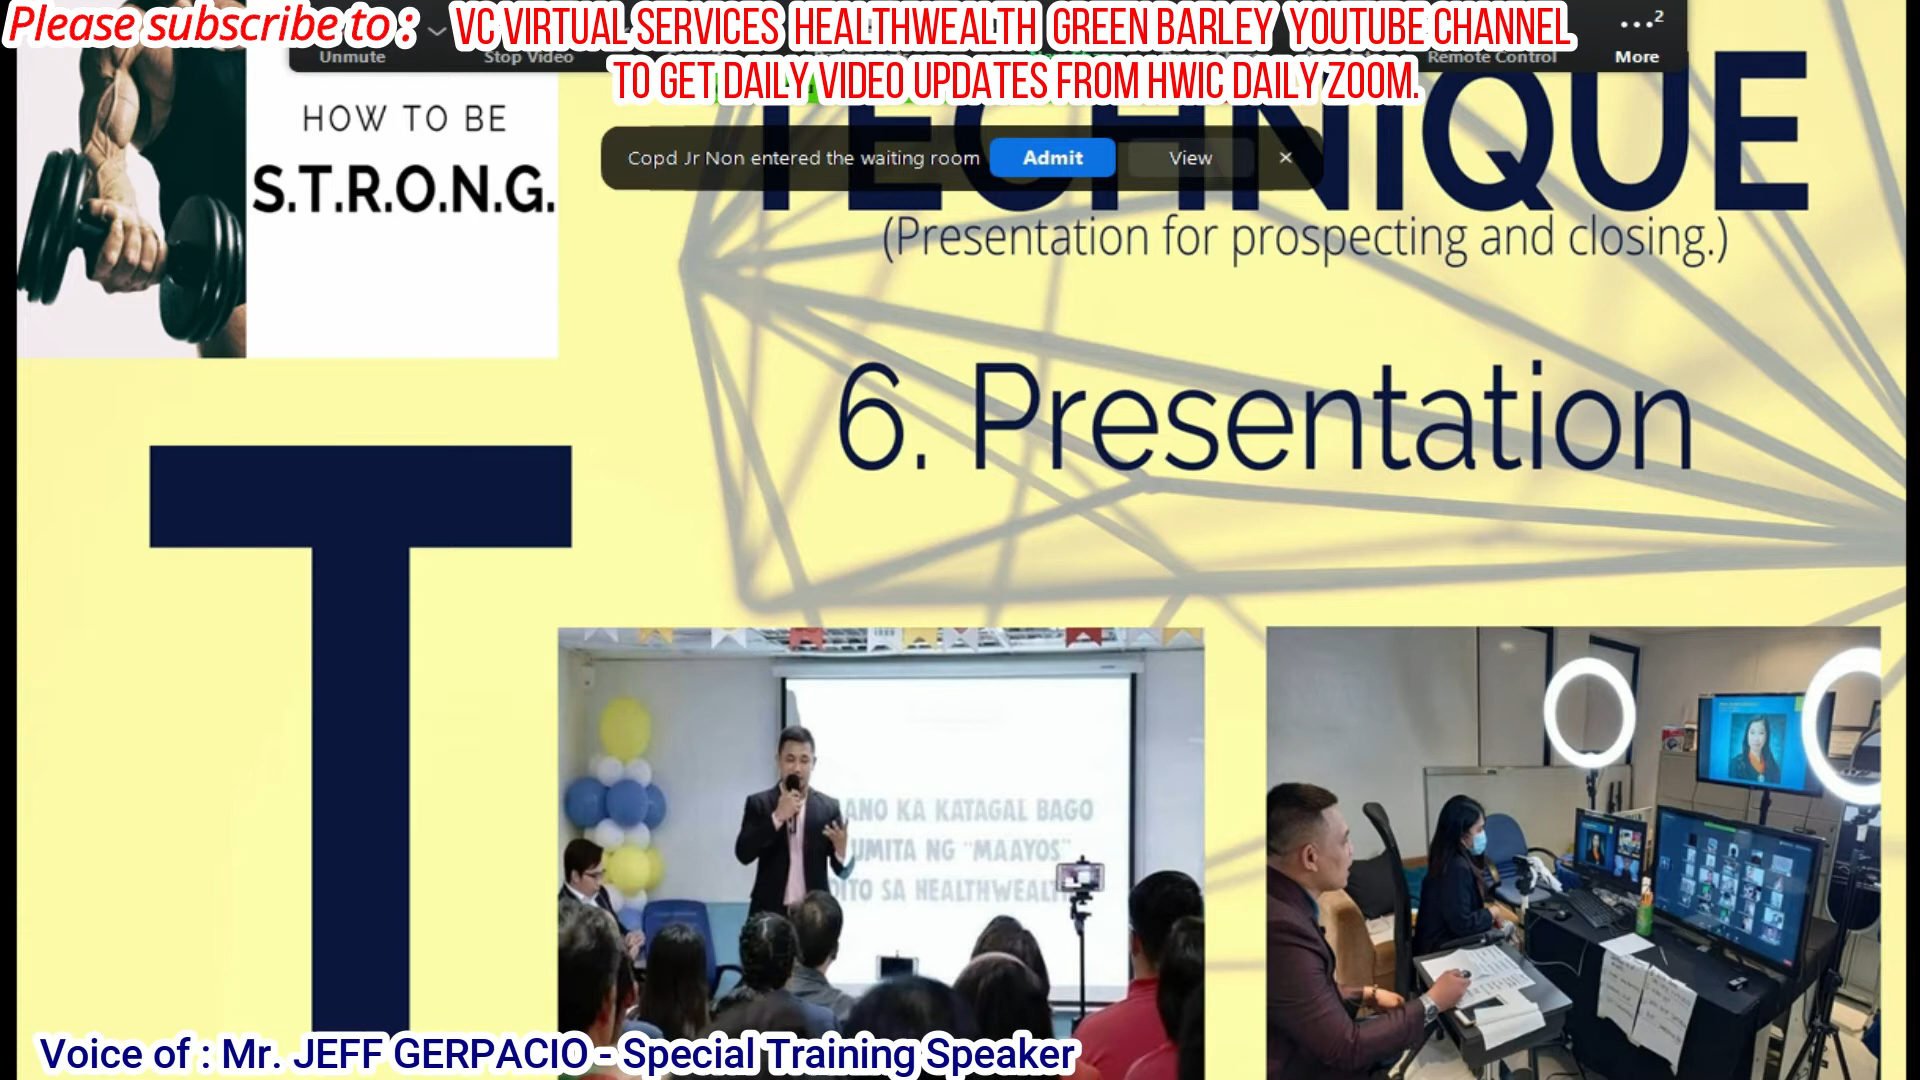 Please subscribe to : VC VIRTUAL SERVICES HEALTHWEALTH GREEN BARLEY YOUTUBE CHANNEL
TO GET DAILY VIDEO UPDATES FROM HWIC DAILY ZOOM.
Unmute
Stop Video
Remote Control
More
2
HOW TO BE
S.T.R.O.N.G.
TECHNIQUE
Copd Jr Non entered the waiting room
Admit
View
(Presentation for prospecting and closing.)
6. Presentation
T
ANO KA KATAGAL BAGO
UMITA NG "MAAYOS"
DITO SA HEALTHWEALT
Voice of : Mr. JEFF GERPACIO - Special Training Speaker